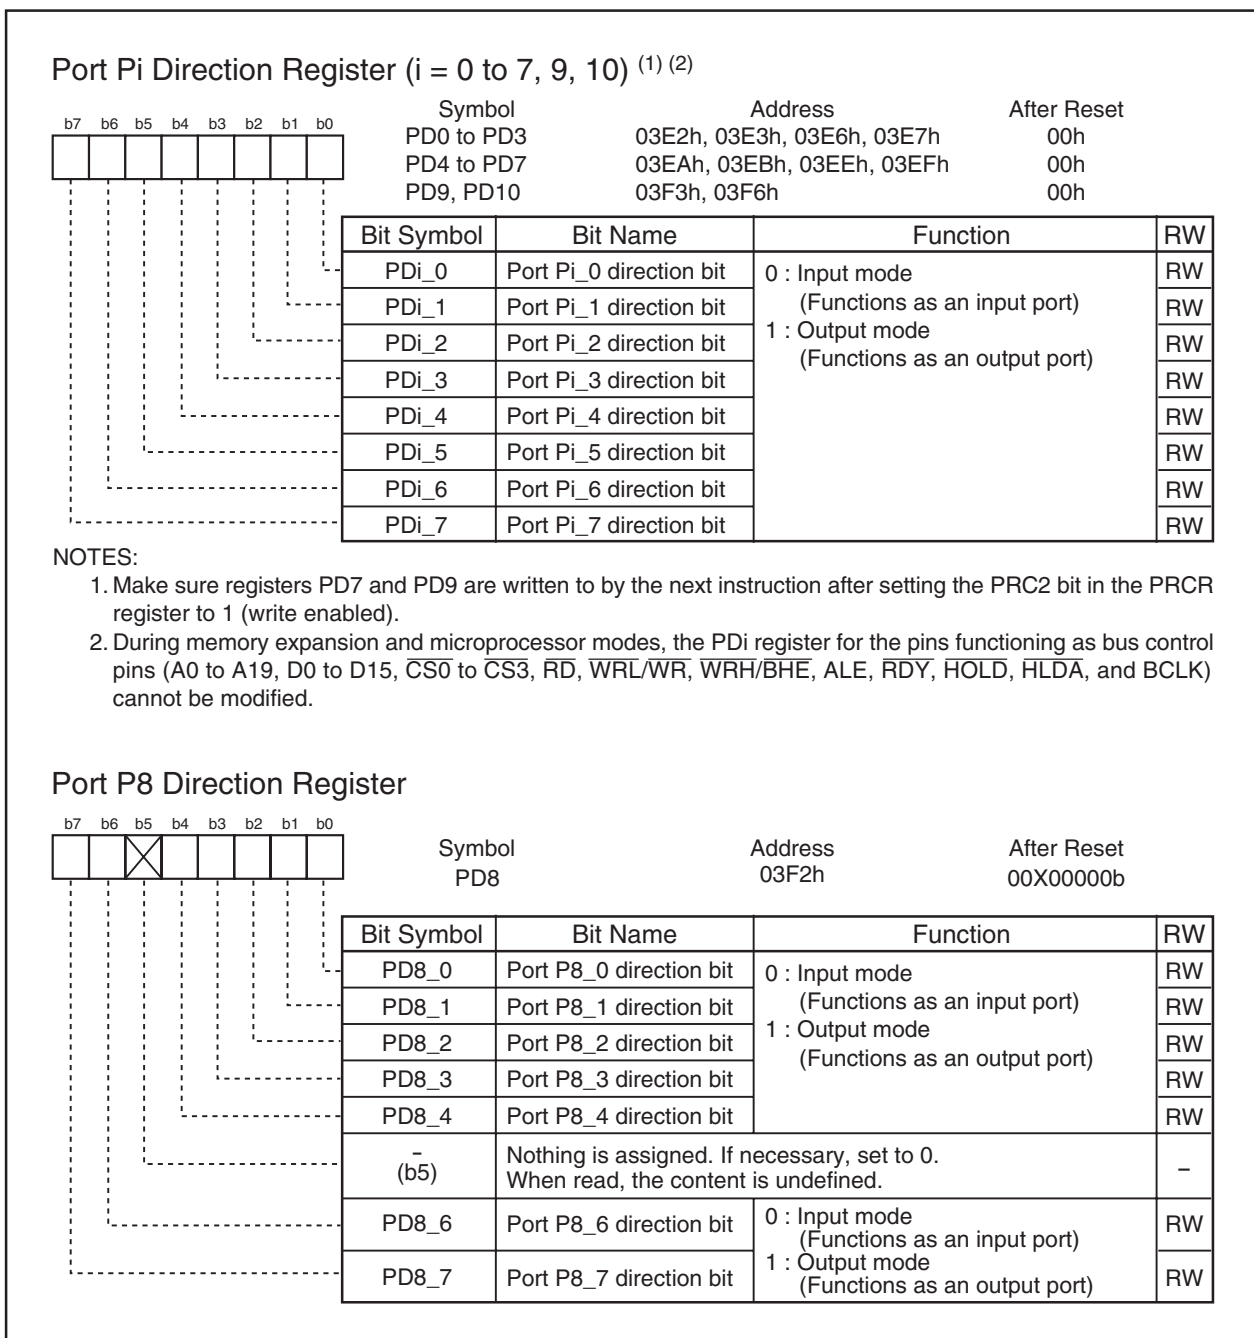 Port Pi Direction Register (i = 0 to 7, 9, 10) (1) (2)
b7 b6 b5 b4 b3 b2 b1 b0
Symbol Address After Reset
PD0 to PD3 03E2h, 03E3h, 03E6h, 03E7h 00h
PD4 to PD7 03EAh, 03EBh, 03EEh, 03EFh 00h
PD9, PD10 03F3h, 03F6h 00h
Bit Symbol Bit Name Function RW
PDi_0 Port Pi_0 direction bit 0 : Input mode RW
(Functions as an input port)
PDi_1 Port Pi_1 direction bit RW
1 : Output mode
PDi_2 Port Pi_2 direction bit RW
(Functions as an output port)
PDi_3 Port Pi_3 direction bit RW
PDi_4 Port Pi_4 direction bit RW
PDi_5 Port Pi_5 direction bit RW
PDi_6 Port Pi_6 direction bit RW
PDi_7 Port Pi_7 direction bit RW
NOTES:
1. Make sure registers PD7 and PD9 are written to by the next instruction after setting the PRC2 bit in the PRCR
register to 1 (write enabled).
2. During memory expansion and microprocessor modes, the PDi register for the pins functioning as bus control
pins (A0 to A19, D0 to D15, CS0 to CS3, RD, WRL/WR, WRH/BHE, ALE, RDY, HOLD, HLDA, and BCLK)
cannot be modified.
Port P8 Direction Register
b7 b6 b5 b4 b3 b2 b1 b0
Symbol Address After Reset
PD8 03F2h 00X00000b
Bit Symbol Bit Name Function RW
PD8_0 Port P8_0 direction bit 0 : Input mode RW
(Functions as an input port)
PD8_1 Port P8_1 direction bit RW
1 : Output mode
PD8_2 Port P8_2 direction bit RW
(Functions as an output port)
PD8_3 Port P8_3 direction bit RW
PD8_4 Port P8_4 direction bit RW
– Nothing is assigned. If necessary, set to 0. –
(b5) When read, the content is undefined.
PD8_6 Port P8_6 direction bit 0 : Input mode RW
(Functions as an input port)
1 : Output mode
PD8_7 Port P8_7 direction bit (Functions as an output port) RW